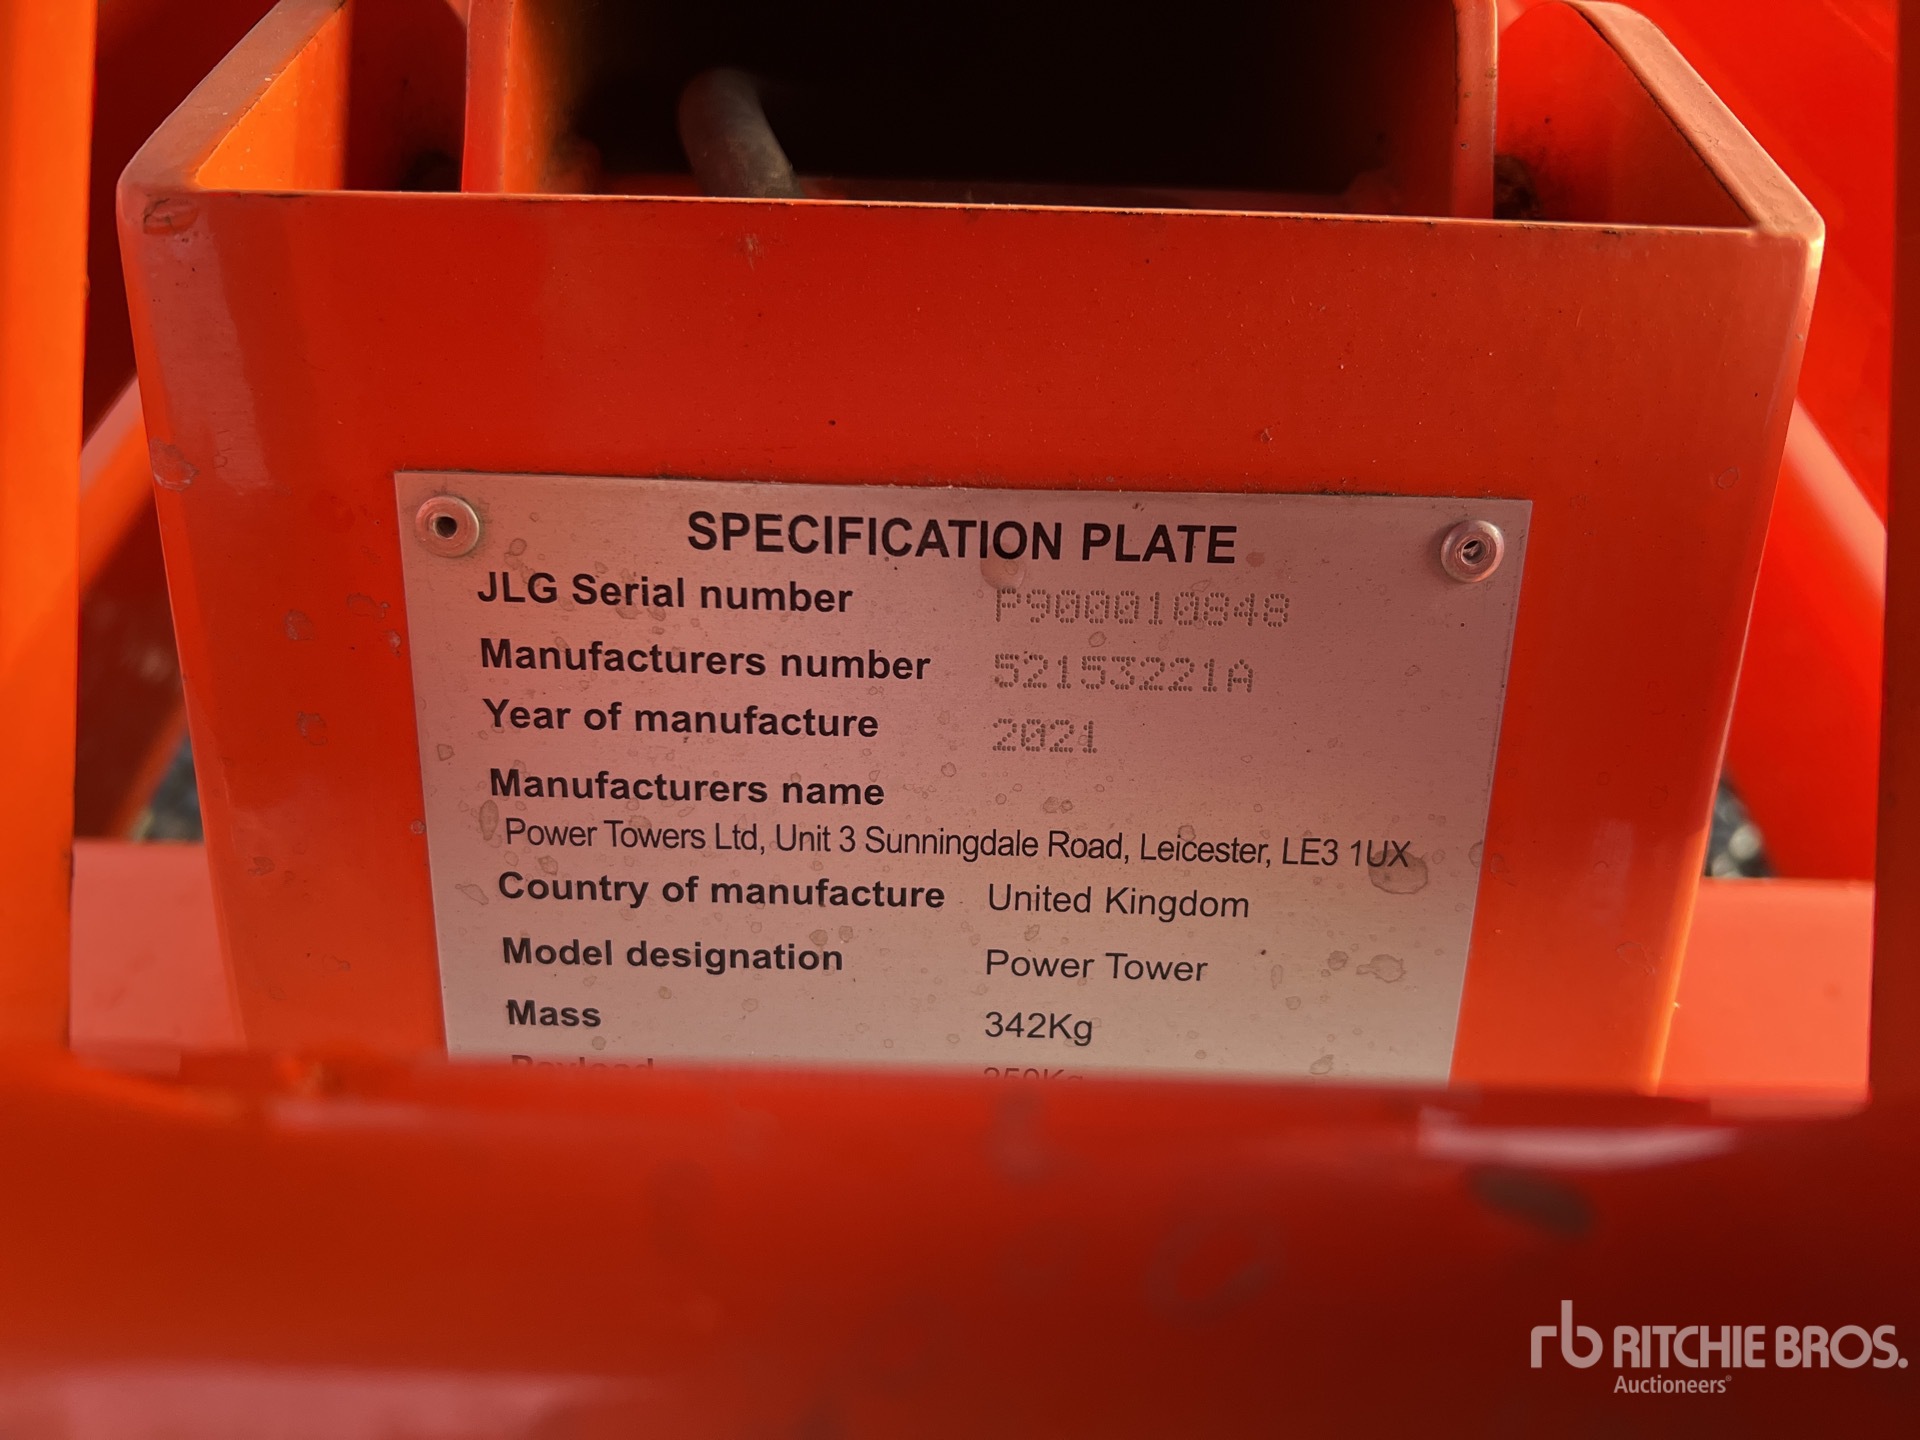 SPECIFICATION PLATE
JLG Serial number P900010848
Manufacturers number 52153221A
Year of manufacture 2021
Manufacturers name
Power Towers Ltd, Unit 3 Sunningdale Road, Leicester, LE3 1UX
Country of manufacture United Kingdom
Model designation Power Tower
Mass 342Kg
Payload
rb RITCHIE BROS.
Auctioneers